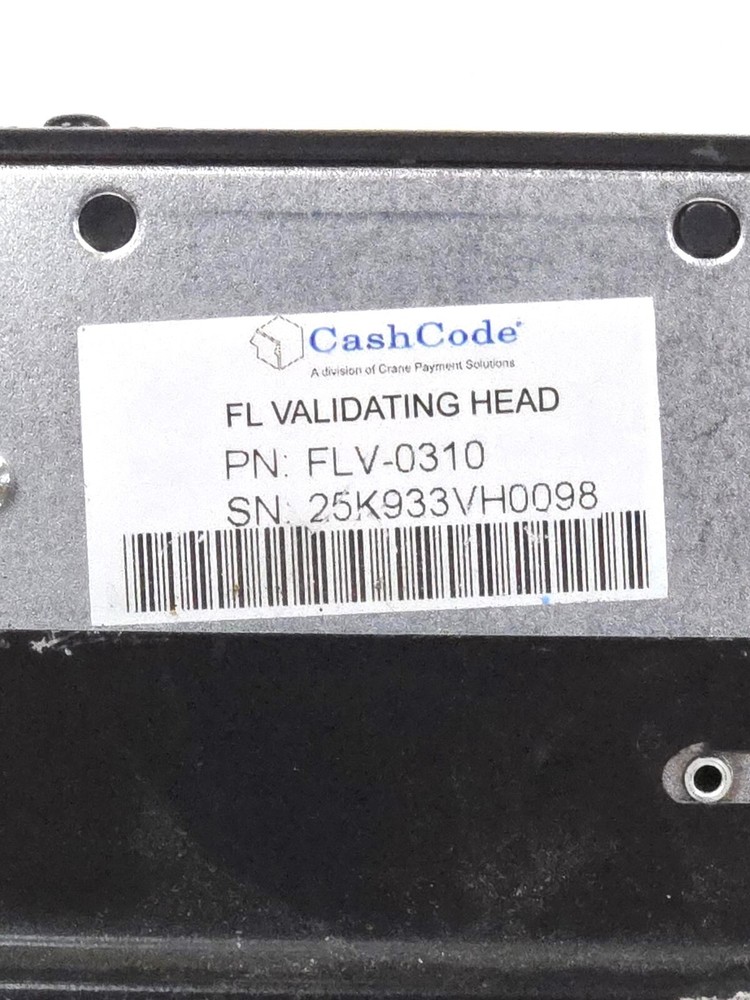 CashCode
A division of Crane Payment Solutions
FL VALIDATING HEAD
PN: FLV-0310
SN: 25K933VH0098